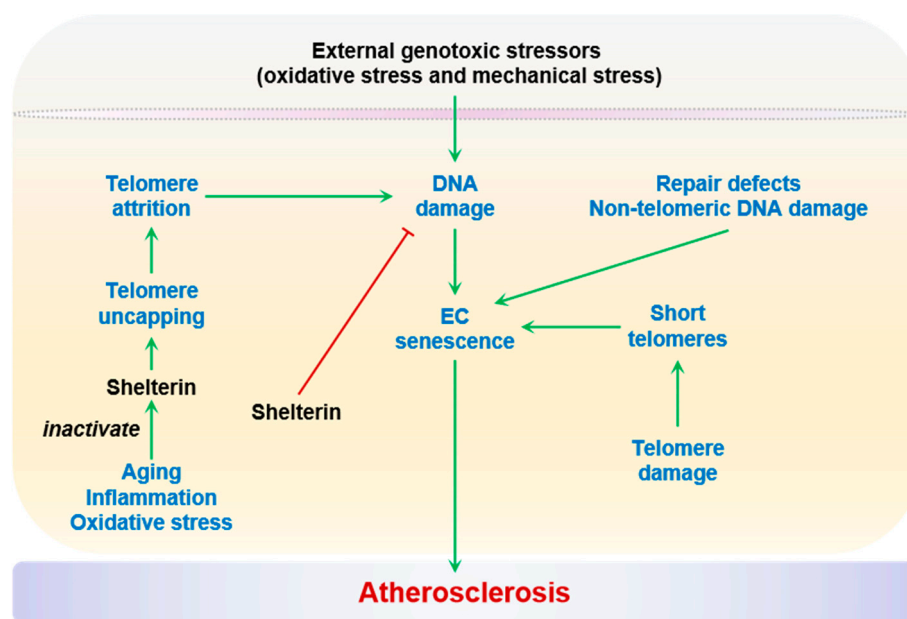 External genotoxic stressors
(oxidative stress and mechanical stress)
Telomere
attrition
DNA
damage
Repair defects
Non-telomeric DNA damage
Telomere
uncapping
EC
senescence
Short
telomeres
Shelterin
Shelterin
inactivate
Telomere
damage
Aging
Inflammation
Oxidative stress
Atherosclerosis